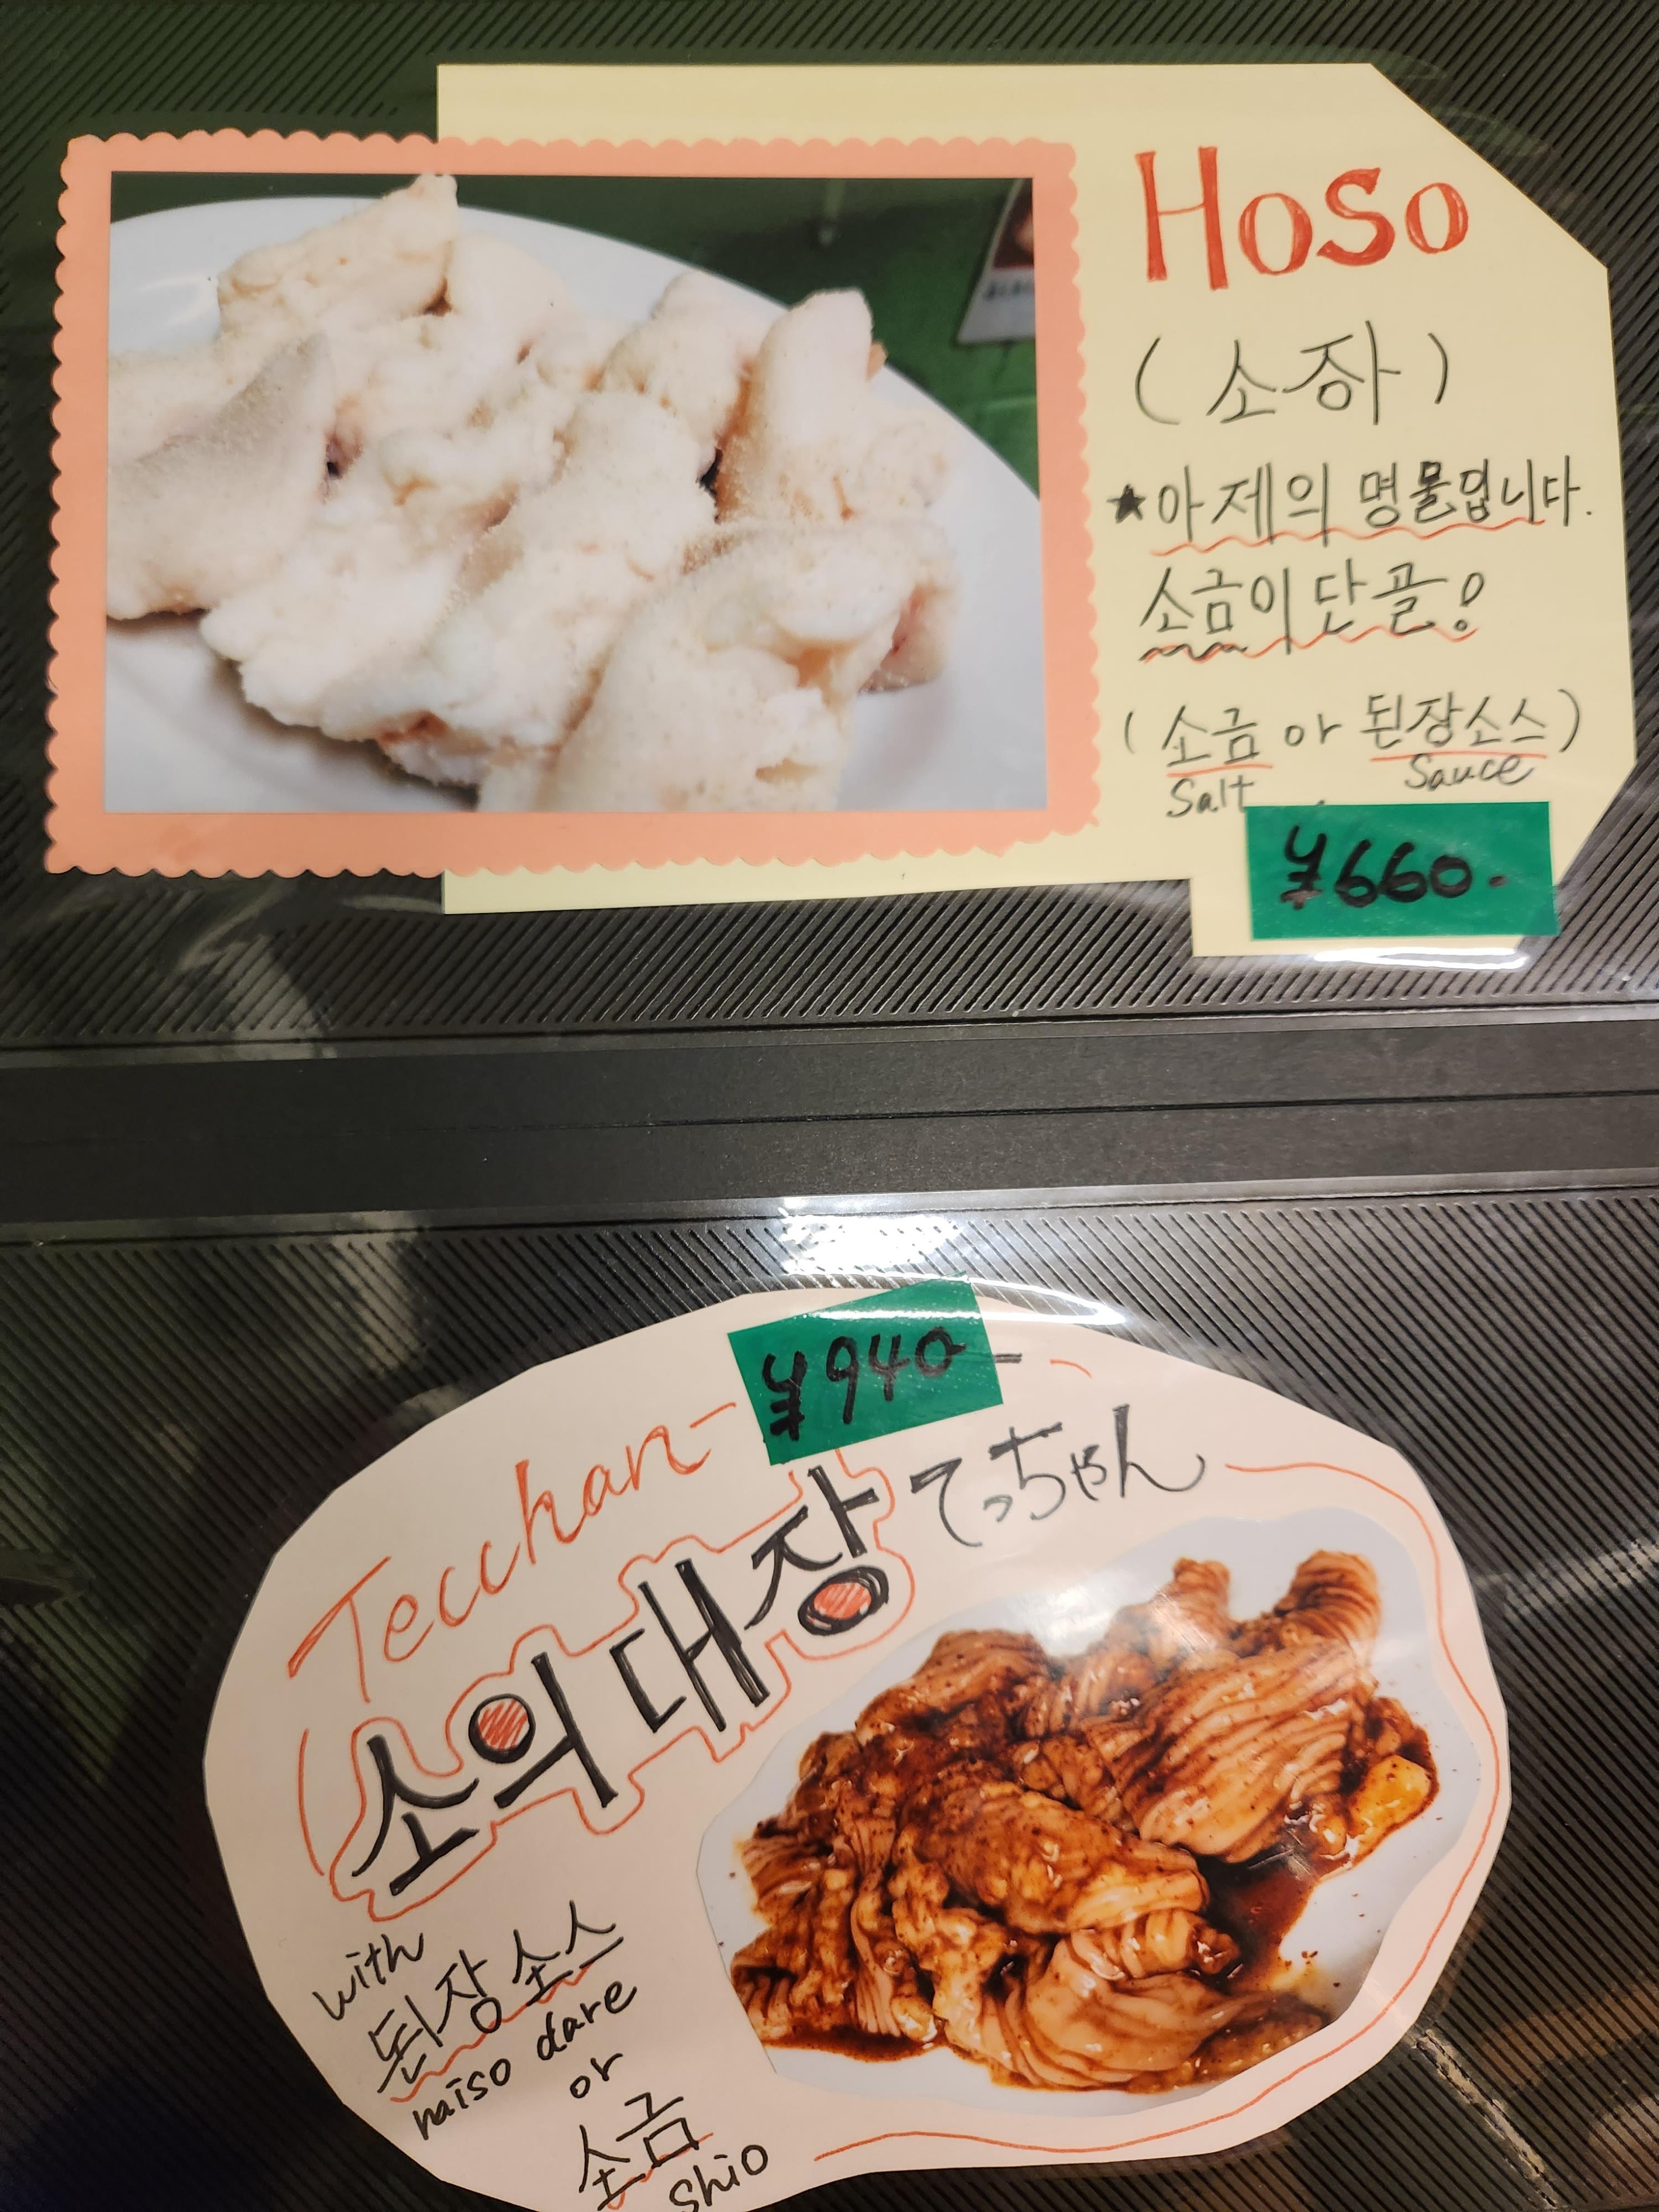 Hoso
(소장)
★아제의 명물입니다.
소금이 단골!
(소금 or 된장소스)
Salt Sauce
¥660.
¥940-
Tecchan-
소의대장 てっちゃん
with
된장소스
naiso dare
or
소금
Shio